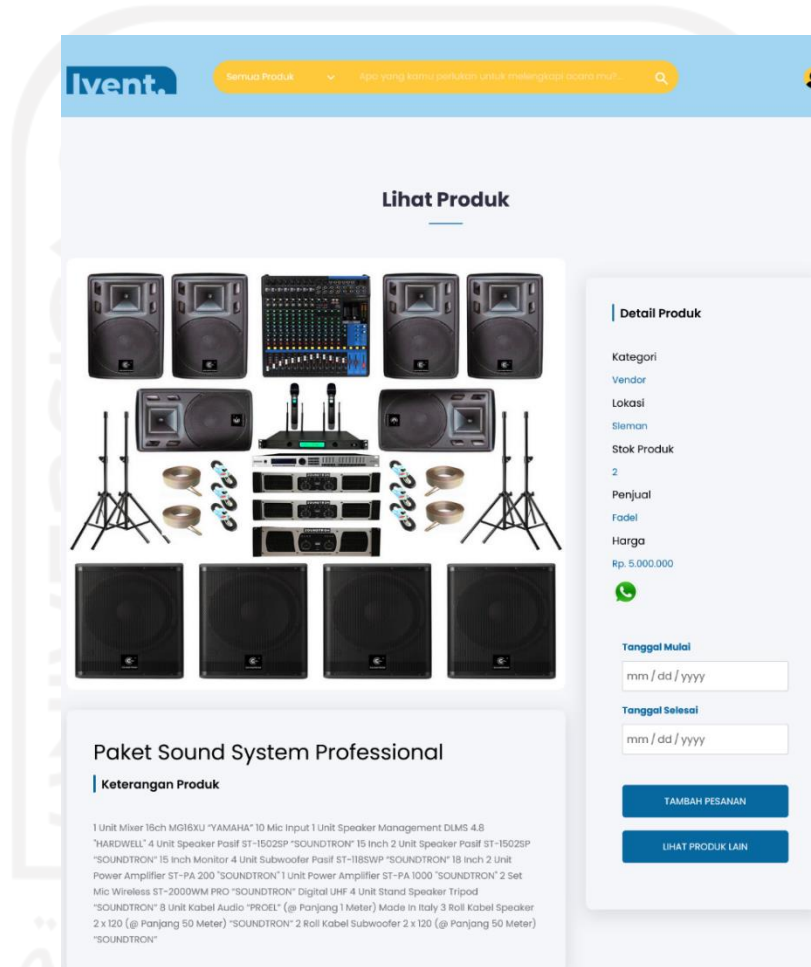 Ivent.
Semua Produk
Apa yang kamu perlukan untuk melengkapi acara mu?..
Lihat Produk
Detail Produk
Kategori
Vendor
Lokasi
Sleman
Stok Produk
2
Penjual
Fadel
Harga
Rp. 5.000.000
Tanggal Mulai
mm / dd / yyyy
Tanggal Selesai
mm / dd / yyyy
TAMBAH PESANAN
LIHAT PRODUK LAIN
Paket Sound System Professional
Keterangan Produk
1 Unit Mixer 16ch MG16XU "YAMAHA" 10 Mic Input 1 Unit Speaker Management DLMS 4.8
"HARDWELL" 4 Unit Speaker Pasif ST-1502SP "SOUNDTRON" 15 Inch 2 Unit Speaker Pasif ST-1502SP
"SOUNDTRON" 15 Inch Monitor 4 Unit Subwoofer Pasif ST-118SWP "SOUNDTRON" 18 Inch 2 Unit
Power Amplifier ST-PA 200 "SOUNDTRON" 1 Unit Power Amplifier ST-PA 1000 "SOUNDTRON" 2 Set
Mic Wireless ST-2000WM PRO "SOUNDTRON" Digital UHF 4 Unit Stand Speaker Tripod
"SOUNDTRON" 8 Unit Kabel Audio "PROEL" (@ Panjang 1 Meter) Made In Italy 3 Roll Kabel Speaker
2 x 120 (@ Panjang 50 Meter) "SOUNDTRON" 2 Roll Kabel Subwoofer 2 x 120 (@ Panjang 50 Meter)
"SOUNDTRON"